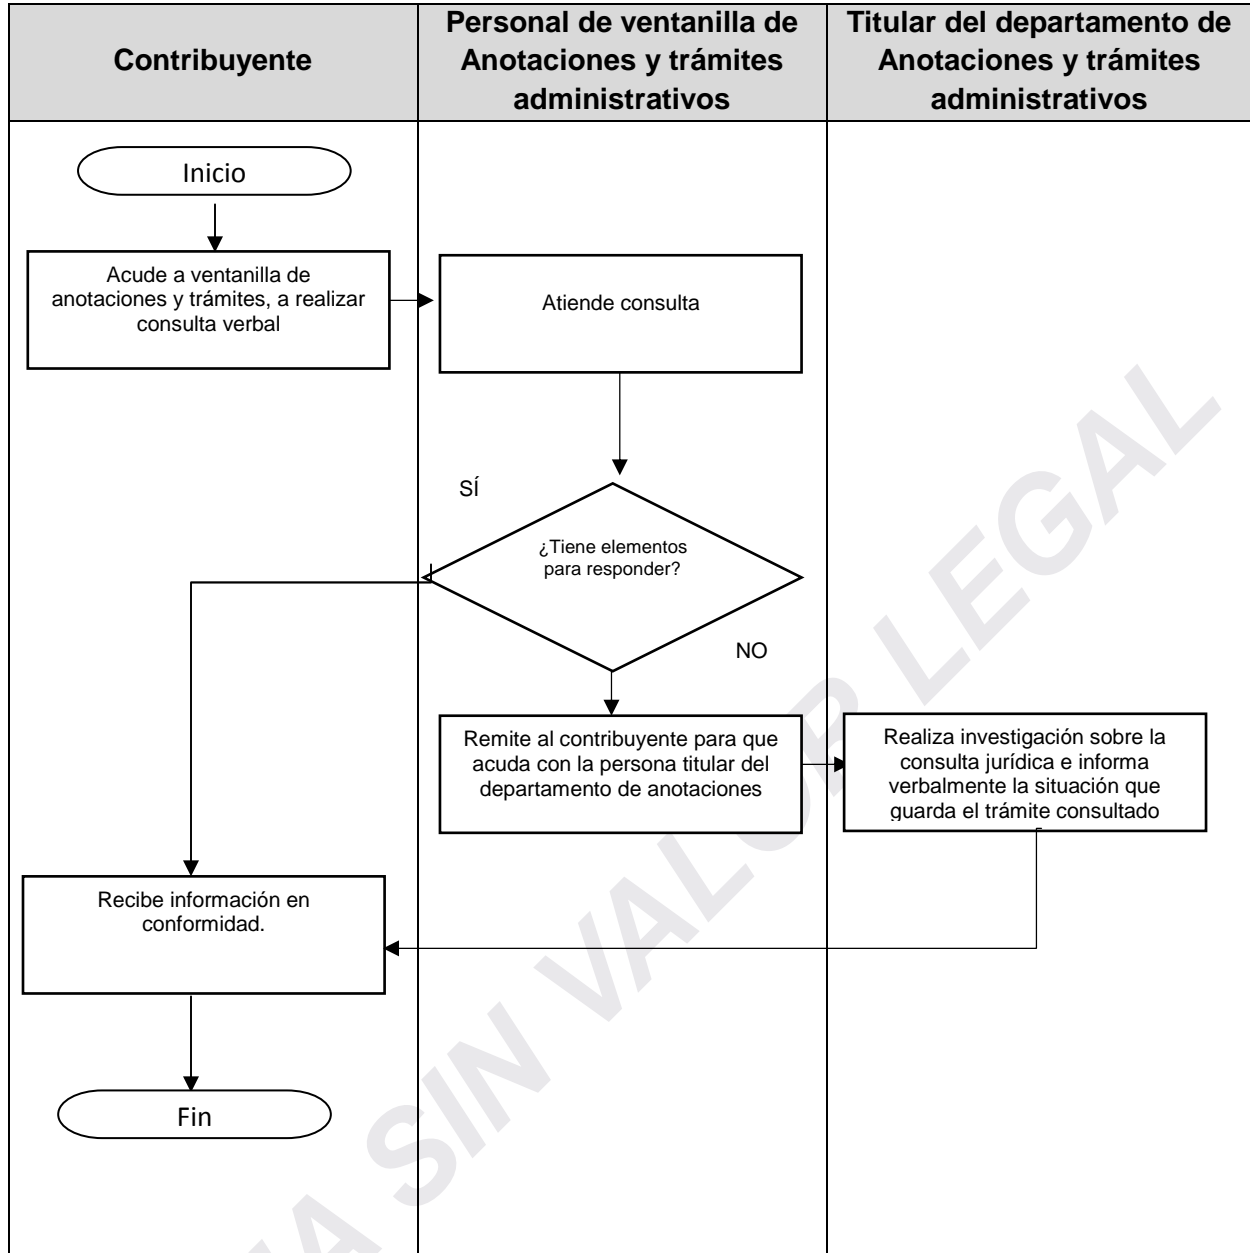 Contribuyente
Personal de ventanilla de
Anotaciones y trámites
administrativos
Titular del departamento de
Anotaciones y trámites
administrativos
Inicio
Acude a ventanilla de
anotaciones y trámites, a realizar
consulta verbal
Atiende consulta
SÍ
¿Tiene elementos
para responder?
NO
Remite al contribuyente para que
acuda con la persona titular del
departamento de anotaciones
Realiza investigación sobre la
consulta jurídica e informa
verbalmente la situación que
guarda el trámite consultado
Recibe información en
conformidad.
Fin
SIN VALOR LEGAL